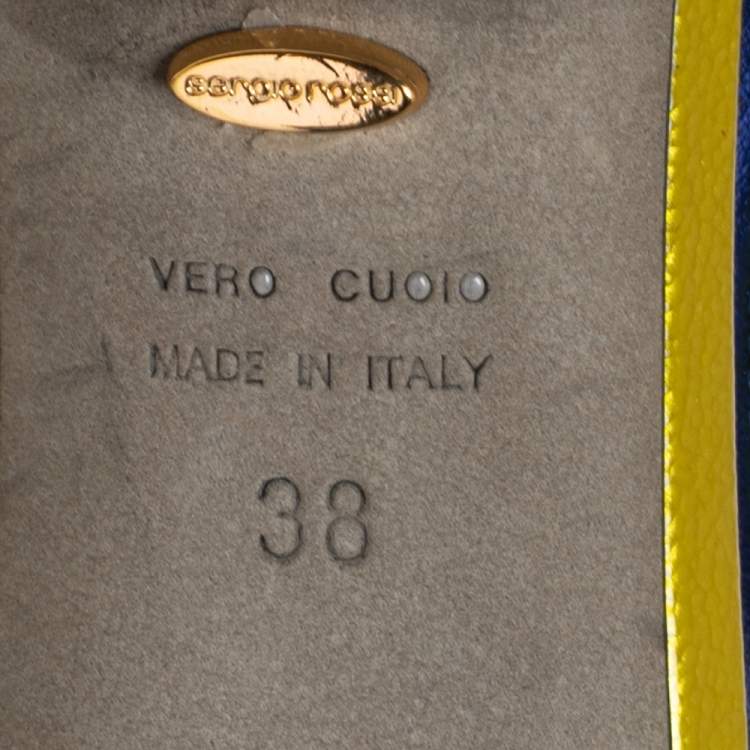 sergio rossi
VERO CUOIO
MADE IN ITALY
38